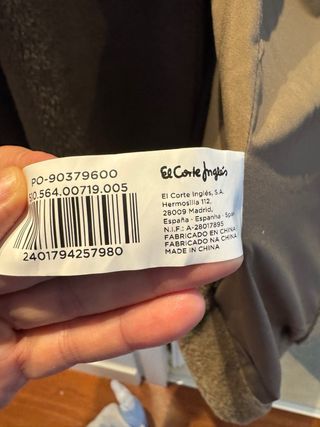 PO-90379600
510.564.00719.005
2401794257980
El Corte Inglés
El Corte Inglés, S.A.
Hermosilla 112,
28009 Madrid,
España - Espanha - Spain
N.I.F.: A-28017895
FABRICADO EN CHINA
FABRICADO NA CHINA
MADE IN CHINA